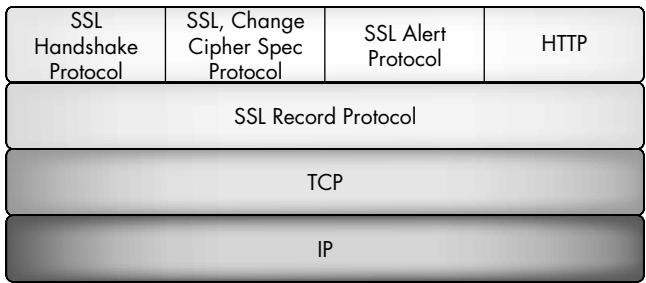 SSL
Handshake
Protocol
SSL, Change
Cipher Spec
Protocol
SSL Alert
Protocol
HTTP
SSL Record Protocol
TCP
IP